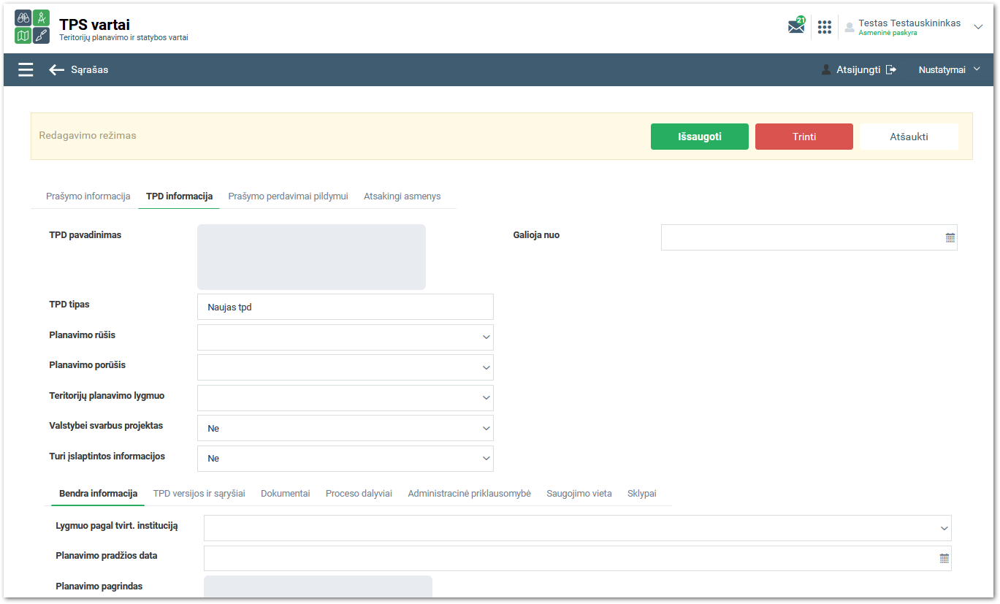 TPS vartai
Teritorijų planavimo ir statybos vartai
21
Testas Testauskininkas
Asmeninė paskyra
Sąrašas
Atsijungti
Nustatymai
Redagavimo režimas
Išsaugoti
Trinti
Atšaukti
Prašymo informacija
TPD informacija
Prašymo perdavimai pildymui
Atsakingi asmenys
TPD pavadinimas
Galioja nuo
TPD tipas
Naujas tpd
Planavimo rūšis
Planavimo porūšis
Teritorijų planavimo lygmuo
Valstybei svarbus projektas
Ne
Turi įslaptintos informacijos
Ne
Bendra informacija
TPD versijos ir sąryšiai
Dokumentai
Proceso dalyviai
Administracinė priklausomybė
Saugojimo vieta
Sklypai
Lygmuo pagal tvirt. instituciją
Planavimo pradžios data
Planavimo pagrindas